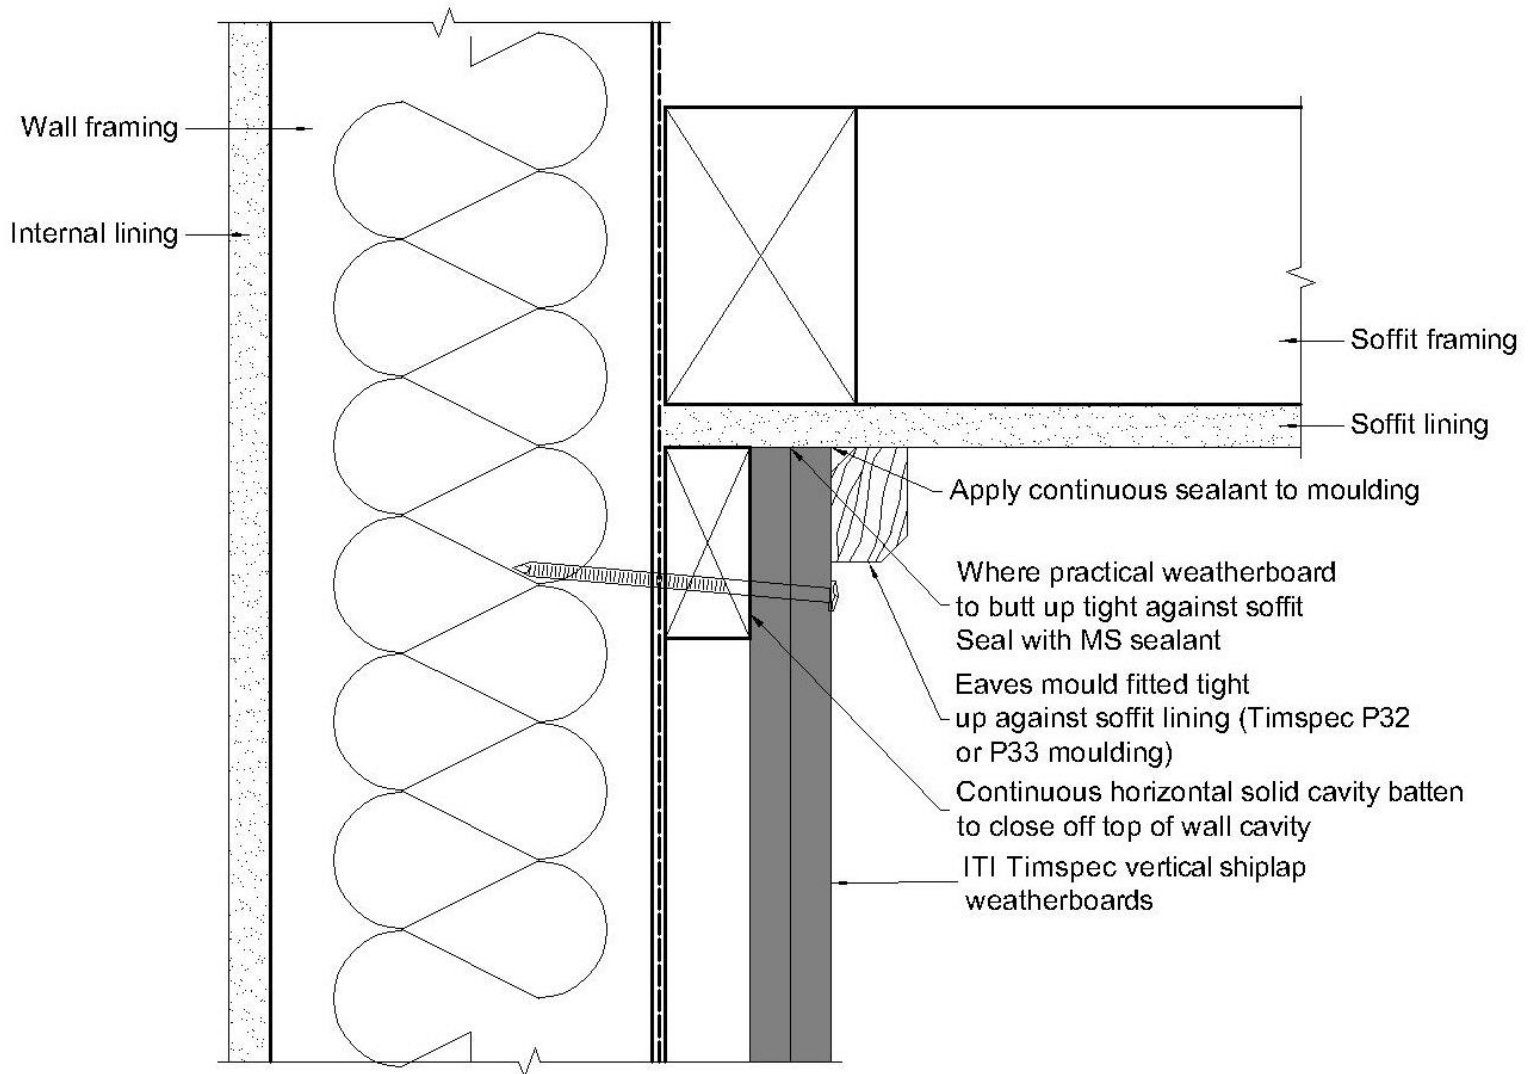 Wall framing
Internal lining
Soffit framing
Soffit lining
Apply continuous sealant to moulding
Where practical weatherboard
to butt up tight against soffit
Seal with MS sealant
Eaves mould fitted tight
up against soffit lining (Timspec P32
or P33 moulding)
Continuous horizontal solid cavity batten
to close off top of wall cavity
ITI Timspec vertical shiplap
weatherboards